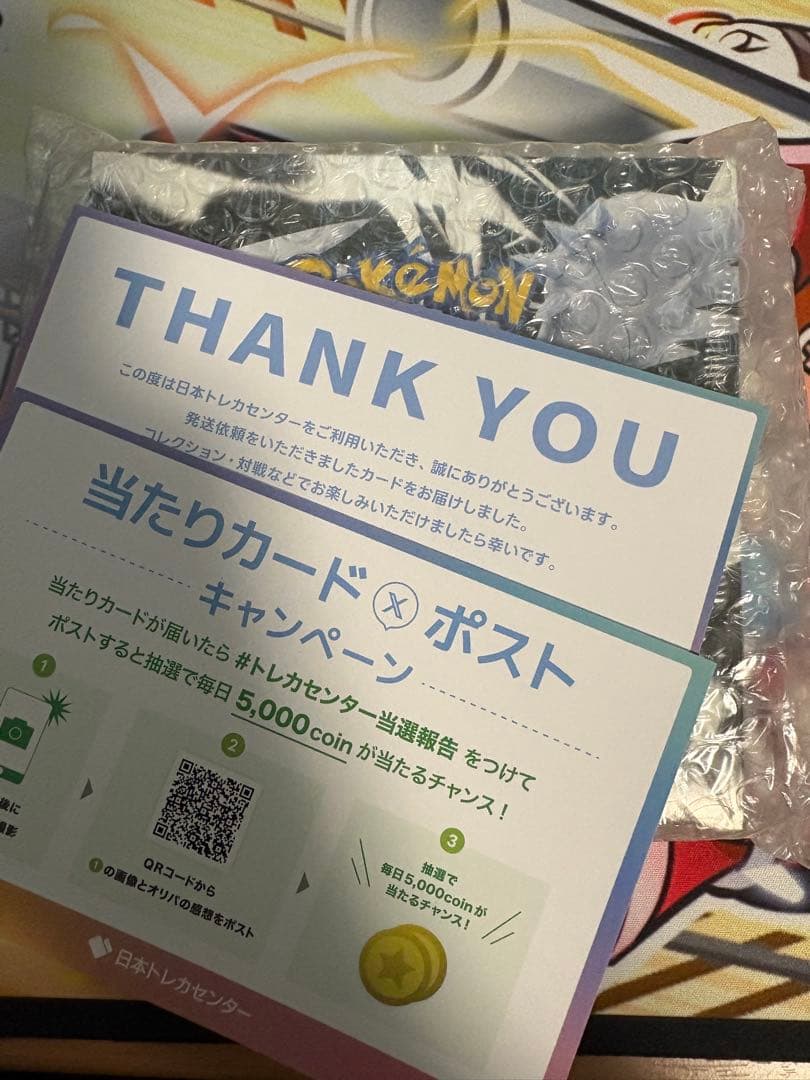 POKÉMON
THANK YOU
この度は日本トレカセンターをご利用いただき、誠にありがとうございます。
発送依頼をいただきましたカードをお届けしました。
コレクション・対戦などでお楽しみいただけましたら幸いです。
当たりカード X ポスト
キャンペーン
当たりカードが届いたら #トレカセンター当選報告 をつけて
ポストすると抽選で毎日 5,000coin が当たるチャンス！
1
後に
撮影
2
QRコードから
1の画像とオリパの感想をポスト
3
抽選で
毎日5,000coinが
当たるチャンス！
日本トレカセンター